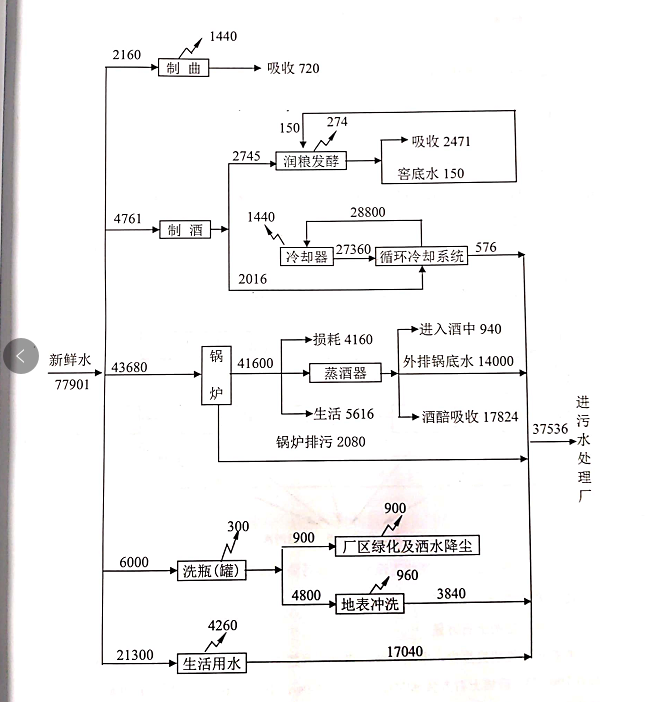 1440
2160
制曲
吸收 720
150
274
2745
润粮发酵
吸收 2471
窖底水 150
4761
制酒
28800
1440
冷却器
27360
循环冷却系统
576
2016
新鲜水
77901
43680
锅炉
41600
损耗 4160
蒸酒器
生活 5616
进入酒中 940
外排锅底水 14000
酒醅吸收 17824
锅炉排污 2080
37536
进污水处理厂
300
6000
洗瓶(罐)
900
900
厂区绿化及洒水降尘
4800
960
地表冲洗
3840
4260
21300
生活用水
17040